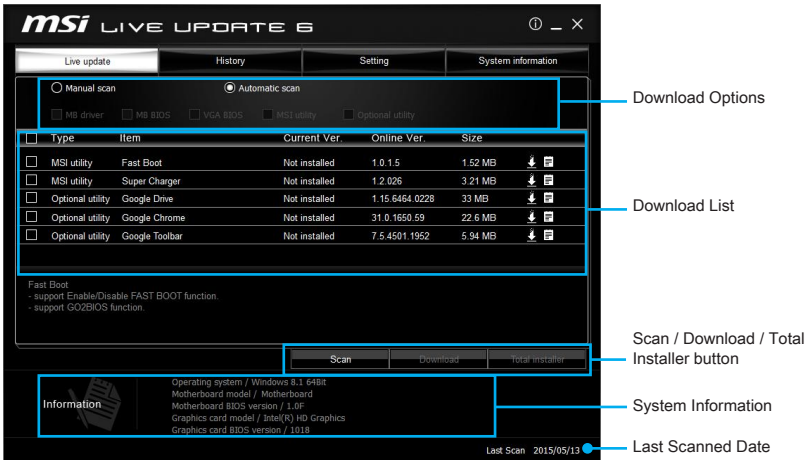 msi LIVE UPDATE 6
Live update History Setting System information
Manual scan Automatic scan
MB driver MB BIOS VGA BIOS MSI utility Optional utility
Download Options
Type Item Current Ver. Online Ver. Size
MSI utility Fast Boot Not installed 1.0.1.5 1.52 MB
MSI utility Super Charger Not installed 1.2.026 3.21 MB
Optional utility Google Drive Not installed 1.15.6464.0228 33 MB
Optional utility Google Chrome Not installed 31.0.1650.59 22.6 MB
Optional utility Google Toolbar Not installed 7.5.4501.1952 5.94 MB
Download List
Fast Boot
- support Enable/Disable FAST BOOT function.
- support GO2BIOS function.
Scan Download Total Installer
Scan / Download / Total
Installer button
Information
Operating system / Windows 8.1 64Bit
Motherboard model / Motherboard
Motherboard BIOS version / 1.0F
Graphics card model / Intel(R) HD Graphics
Graphics card BIOS version / 1018
System Information
Last Scan 2015/05/13
Last Scanned Date